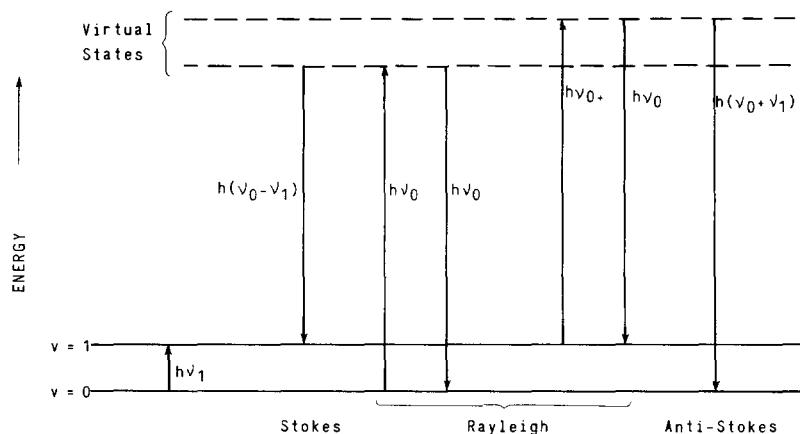 Virtual
States
ENERGY
hν₀₊
hν₀
h(ν₀+ν₁)
h(ν₀-ν₁)
hν₀
hν₀
v = 1
hν₁
v = 0
Stokes
Rayleigh
Anti-Stokes